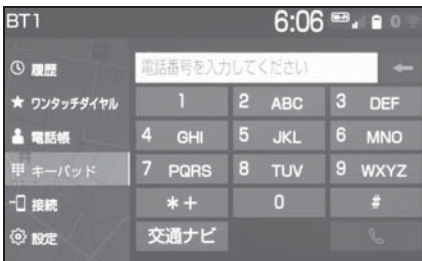 BT1 6:06 0
履歴
ワンタッチダイヤル
電話帳
キーパッド
接続
設定
電話番号を入力してください
1 2 ABC 3 DEF
4 GHI 5 JKL 6 MNO
7 PQRS 8 TUV 9 WXYZ
*+ 0 #
交通ナビ